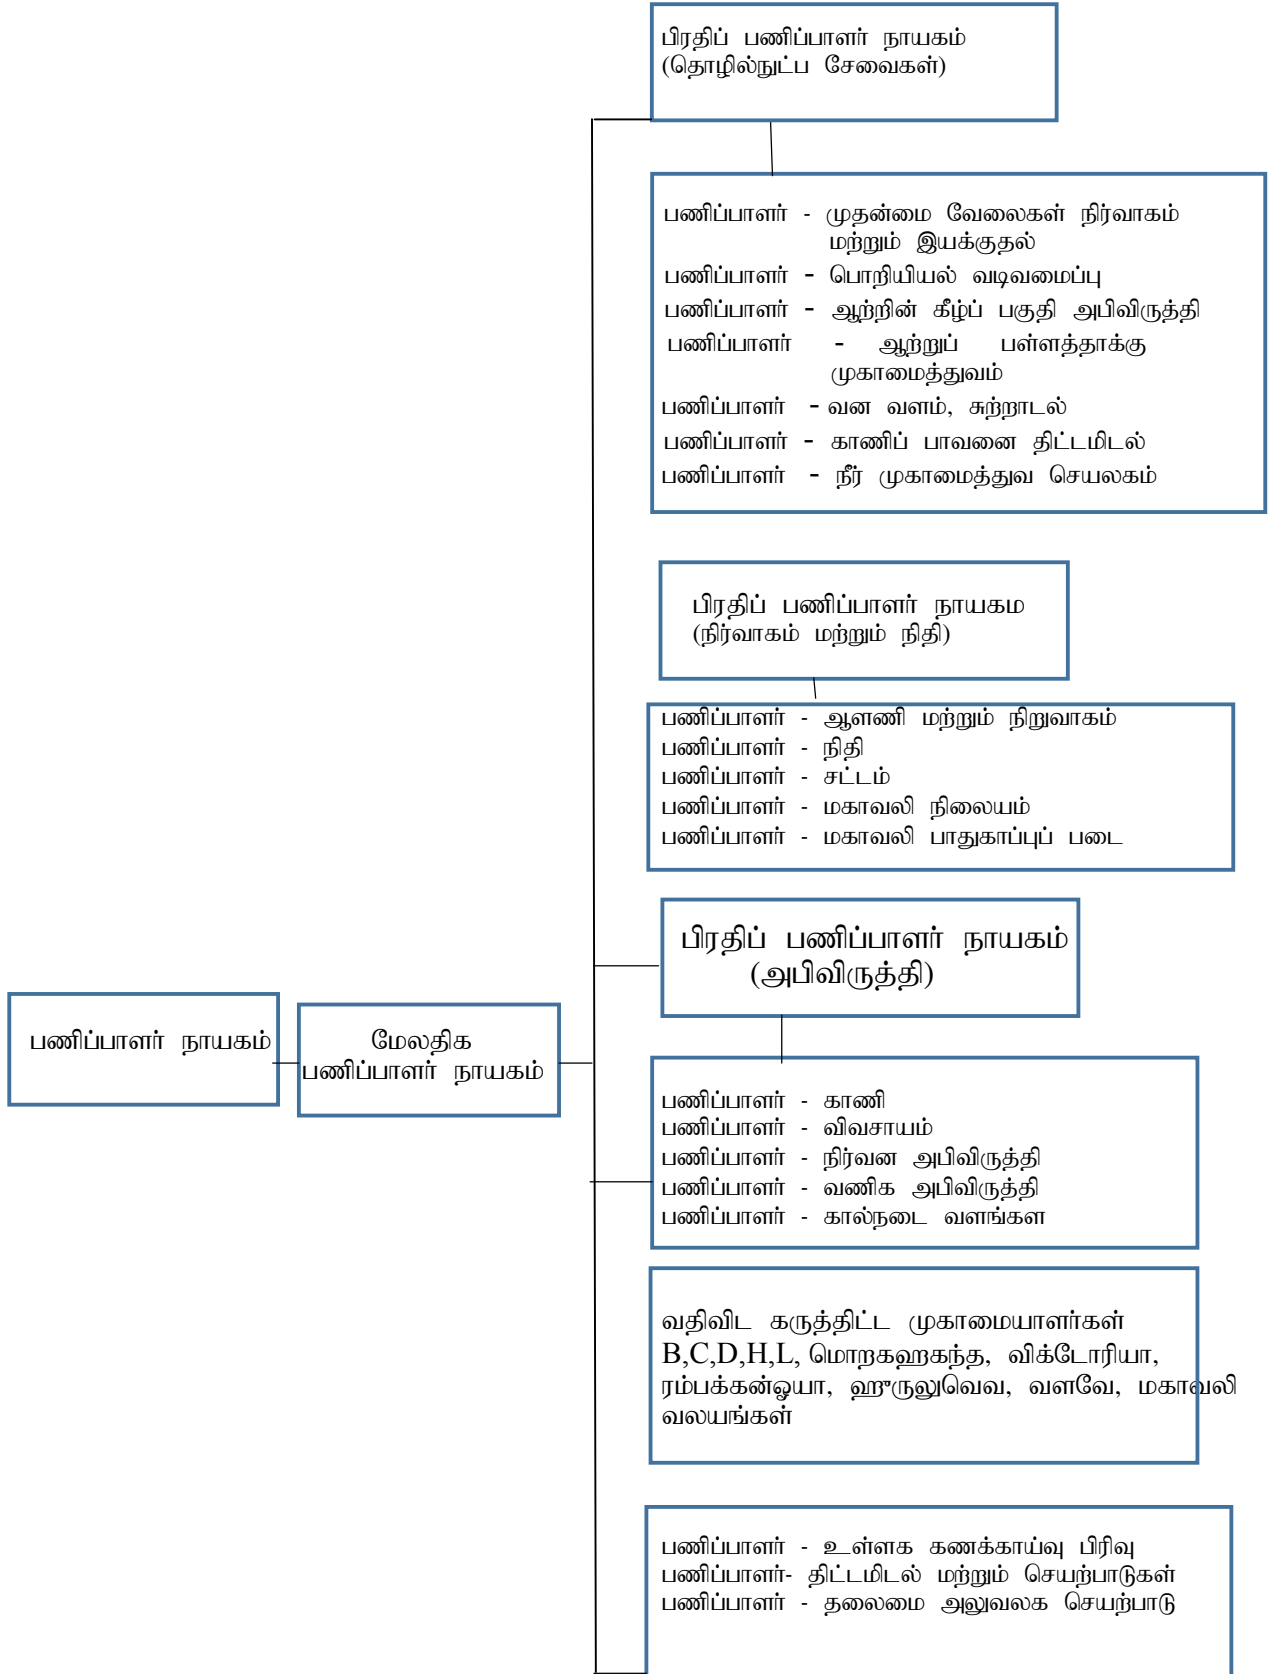 பிரதிப் பணிப்பாளர் நாயகம்
(தொழில்நுட்ப சேவைகள்)
பணிப்பாளர் - முதன்மை வேலைகள் நிர்வாகம்
மற்றும் இயக்குதல்
பணிப்பாளர் - பொறியியல் வடிவமைப்பு
பணிப்பாளர் - ஆற்றின் கீழ்ப் பகுதி அபிவிருத்தி
பணிப்பாளர் - ஆற்றுப் பள்ளத்தாக்கு
முகாமைத்துவம்
பணிப்பாளர் - வன வளம், சுற்றாடல்
பணிப்பாளர் - காணிப் பாவனை திட்டமிடல்
பணிப்பாளர் - நீர் முகாமைத்துவ செயலகம்
பிரதிப் பணிப்பாளர் நாயகம
(நிர்வாகம் மற்றும் நிதி)
பணிப்பாளர் - ஆளணி மற்றும் நிறுவாகம்
பணிப்பாளர் - நிதி
பணிப்பாளர் - சட்டம்
பணிப்பாளர் - மகாவலி நிலையம்
பணிப்பாளர் - மகாவலி பாதுகாப்புப் படை
பிரதிப் பணிப்பாளர் நாயகம்
(அபிவிருத்தி)
பணிப்பாளர் நாயகம்
மேலதிக
பணிப்பாளர் நாயகம்
பணிப்பாளர் - காணி
பணிப்பாளர் - விவசாயம்
பணிப்பாளர் - நிர்வன அபிவிருத்தி
பணிப்பாளர் - வணிக அபிவிருத்தி
பணிப்பாளர் - கால்நடை வளங்கள
வதிவிட கருத்திட்ட முகாமையாளர்கள்
B,C,D,H,L, மொறகஹகந்த, விக்டோரியா,
ரம்பக்கன்ஓயா, ஹுருலுவெவ, வளவே, மகாவலி
வலயங்கள்
பணிப்பாளர் - உள்ளக கணக்காய்வு பிரிவு
பணிப்பாளர்- திட்டமிடல் மற்றும் செயற்பாடுகள்
பணிப்பாளர் - தலைமை அலுவலக செயற்பாடு